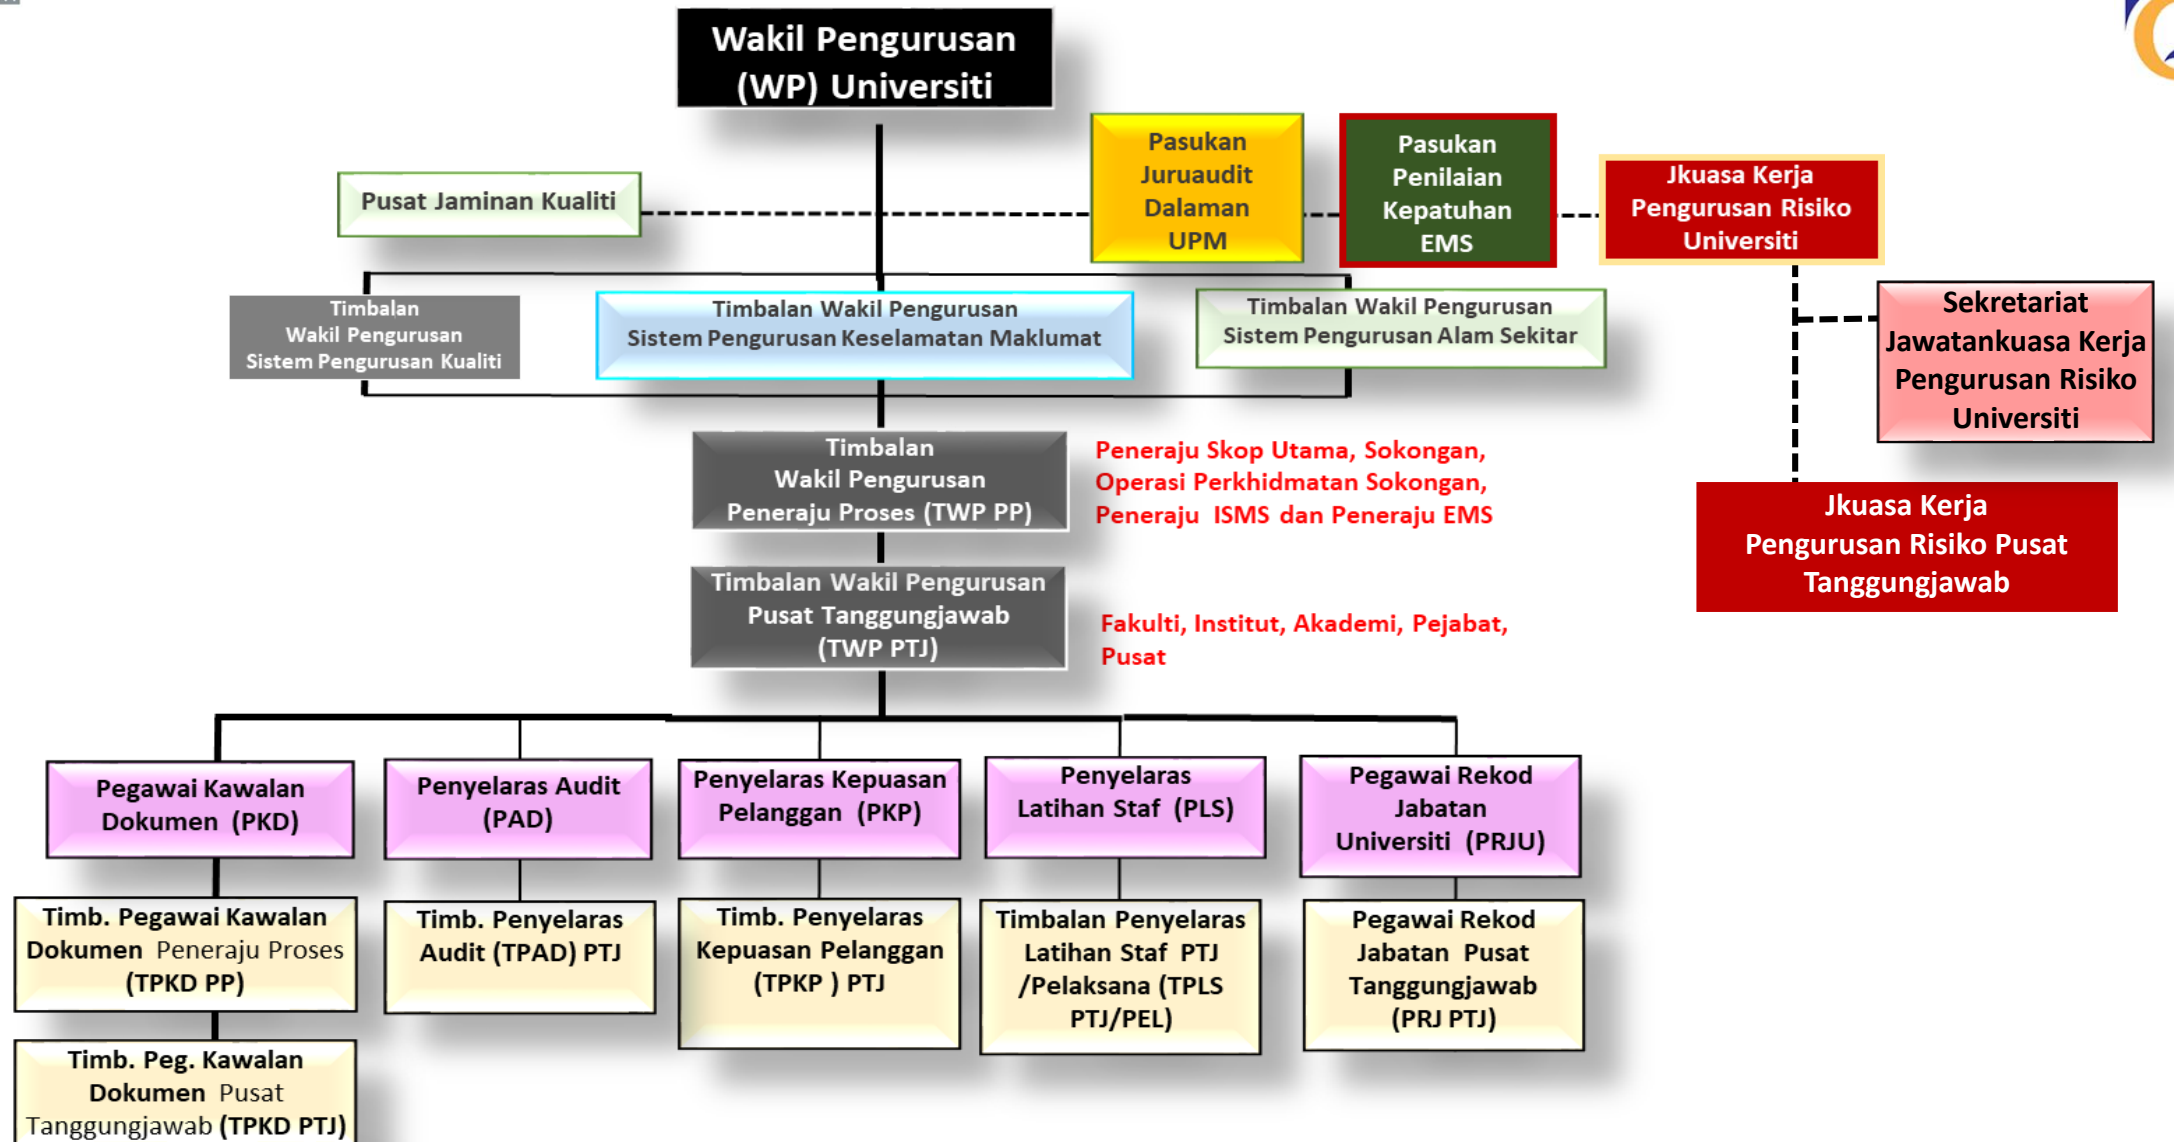 Wakil Pengurusan
(WP) Universiti
Pusat Jaminan Kualiti
Pasukan
Juruaudit
Dalaman
UPM
Pasukan
Penilaian
Kepatuhan
EMS
Jkuasa Kerja
Pengurusan Risiko
Universiti
Timbalan
Wakil Pengurusan
Sistem Pengurusan Kualiti
Timbalan Wakil Pengurusan
Sistem Pengurusan Keselamatan Maklumat
Timbalan Wakil Pengurusan
Sistem Pengurusan Alam Sekitar
Sekretariat
Jawatankuasa Kerja
Pengurusan Risiko
Universiti
Timbalan
Wakil Pengurusan
Peneraju Proses (TWP PP)
Peneraju Skop Utama, Sokongan,
Operasi Perkhidmatan Sokongan,
Peneraju ISMS dan Peneraju EMS
Jkuasa Kerja
Pengurusan Risiko Pusat
Tanggungjawab
Timbalan Wakil Pengurusan
Pusat Tanggungjawab
(TWP PTJ)
Fakulti, Institut, Akademi, Pejabat,
Pusat
Pegawai Kawalan
Dokumen (PKD)
Penyelaras Audit
(PAD)
Penyelaras Kepuasan
Pelanggan (PKP)
Penyelaras
Latihan Staf (PLS)
Pegawai Rekod
Jabatan
Universiti (PRJU)
Timb. Pegawai Kawalan
Dokumen Peneraju Proses
(TPKD PP)
Timb. Penyelaras
Audit (TPAD) PTJ
Timb. Penyelaras
Kepuasan Pelanggan
(TPKP ) PTJ
Timbalan Penyelaras
Latihan Staf PTJ
/Pelaksana (TPLS
PTJ/PEL)
Pegawai Rekod
Jabatan Pusat
Tanggungjawab
(PRJ PTJ)
Timb. Peg. Kawalan
Dokumen Pusat
Tanggungjawab (TPKD PTJ)